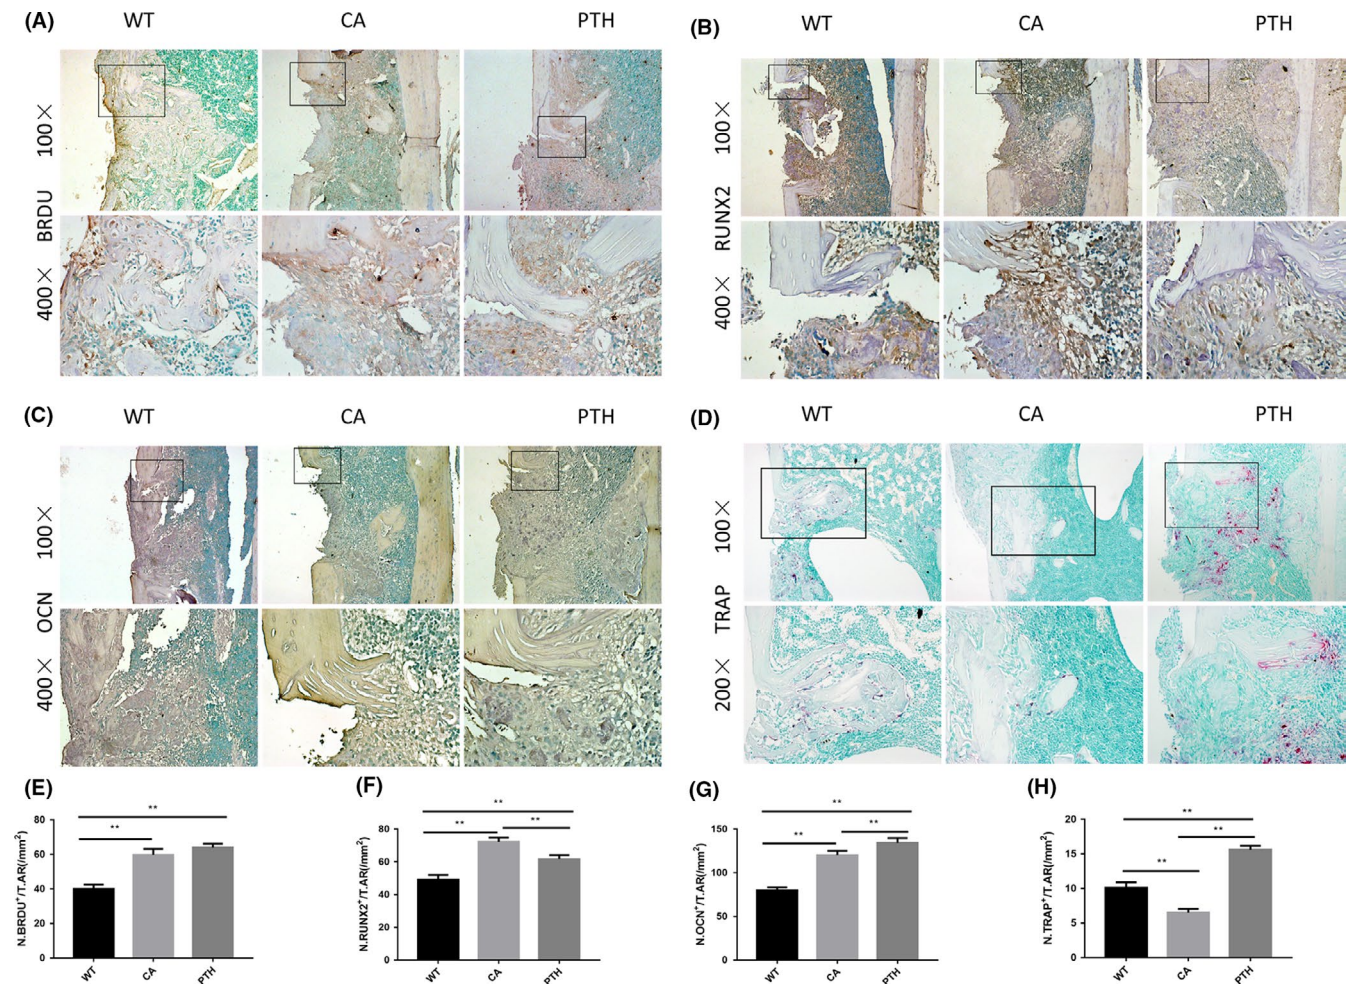 (A) WT CA PTH
100×
BRDU
400×
(B) WT CA PTH
100×
RUNX2
400×
(C) WT CA PTH
100×
OCN
400×
(D) WT CA PTH
100×
TRAP
200×
(E)
**
**
N.BRDU+/T.AR(/mm²)
80
60
40
20
0
WT CA PTH
(F)
**
** **
N.RUNX2+/T.AR(/mm²)
80
60
40
20
0
WT CA PTH
(G)
**
** **
N.OCN+/T.AR(/mm²)
150
100
50
0
WT CA PTH
(H)
**
**
**
N.TRAP+/T.AR(/mm²)
20
15
10
5
0
WT CA PTH